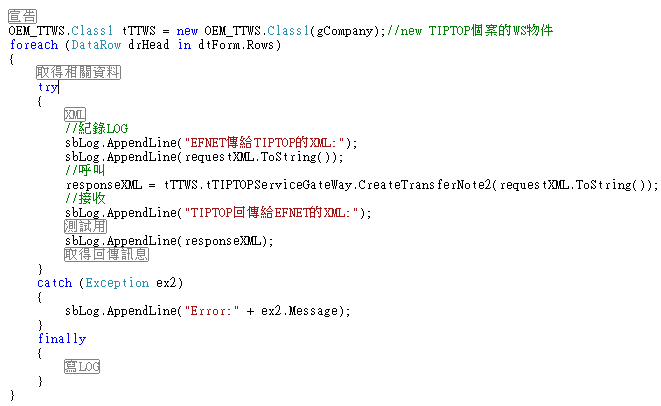 宣告
OEM_TTWS.Class1 tTTWS = new OEM_TTWS.Class1(gCompany);//new TIPTOP個案的WS物件
foreach (DataRow drHead in dtForm.Rows)
{
取得相關資料
try
{
XML
//紀錄LOG
sbLog.AppendLine("EFNET傳給TIPTOP的XML:");
sbLog.AppendLine(requestXML.ToString());
//呼叫
responseXML = tTTWS.tTIPTOPServiceGateWay.CreateTransferNote2(requestXML.ToString());
//接收
sbLog.AppendLine("TIPTOP回傳給EFNET的XML:");
測試用
sbLog.AppendLine(responseXML);
取得回傳訊息
}
catch (Exception ex2)
{
sbLog.AppendLine("Error:" + ex2.Message);
}
finally
{
寫LOG
}
}